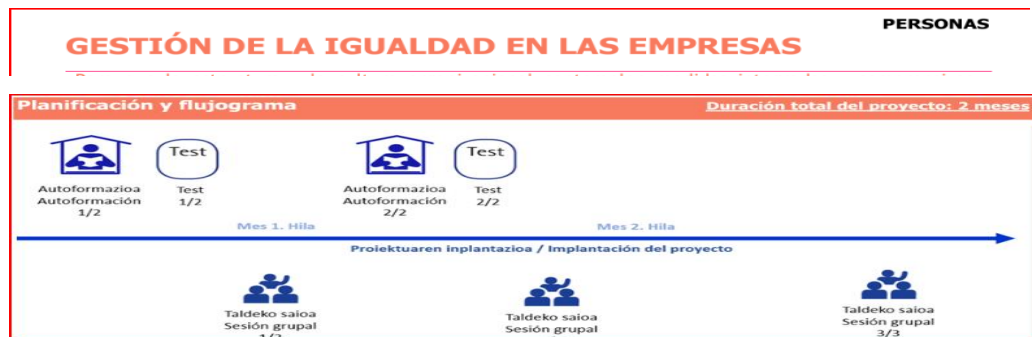 PERSONAS
GESTIÓN DE LA IGUALDAD EN LAS EMPRESAS
Planificación y flujograma
Duración total del proyecto: 2 meses
Test
Test
Autoformazioa
Autoformación
1/2
Test
1/2
Autoformazioa
Autoformación
2/2
Test
2/2
Mes 1. Hila
Mes 2. Hila
Proiektuaren inplantazioa / Implantación del proyecto
Taldeko saioa
Sesión grupal
Taldeko saioa
Sesión grupal
Taldeko saioa
Sesión grupal
3/3